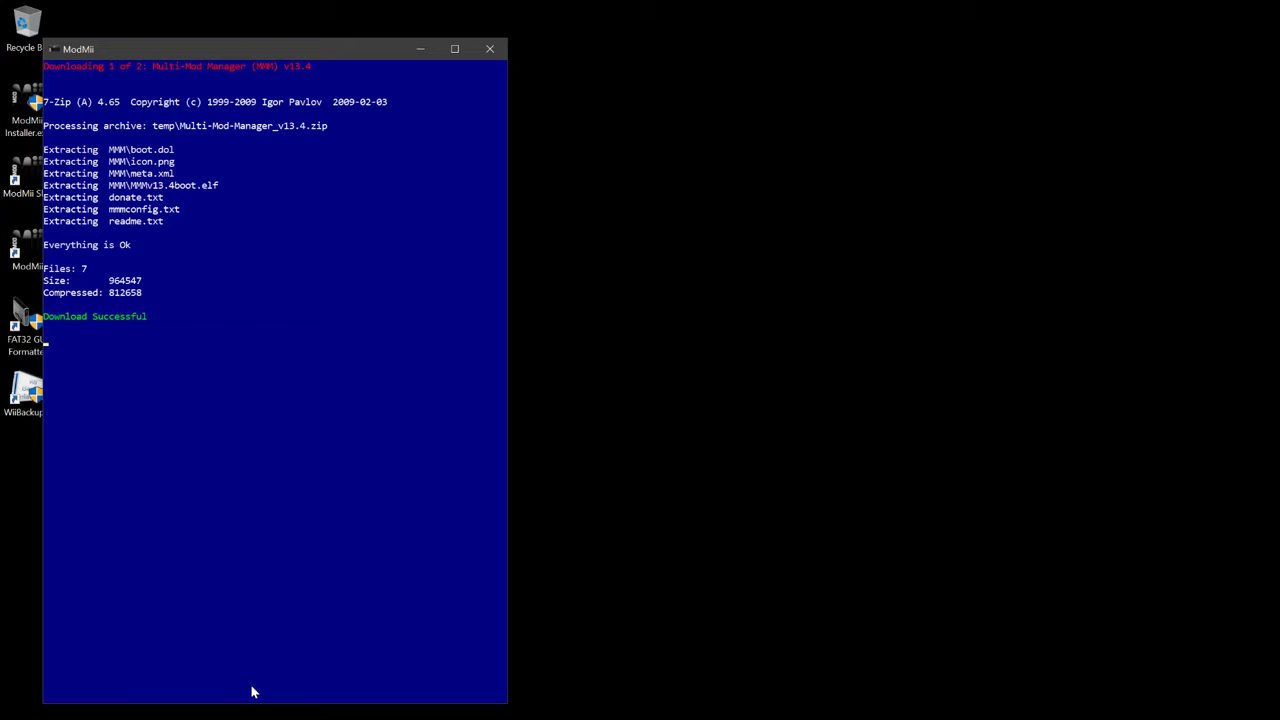 Recycle B
ModMii
Downloading 1 of 2: Multi-Mod Manager (MMM) v13.4
7-Zip (A) 4.65  Copyright (c) 1999-2009 Igor Pavlov  2009-02-03
Processing archive: temp\Multi-Mod-Manager_v13.4.zip
Extracting  MMM\boot.dol
Extracting  MMM\icon.png
Extracting  MMM\meta.xml
Extracting  MMM\MMMv13.4boot.elf
Extracting  donate.txt
Extracting  mmmconfig.txt
Extracting  readme.txt
Everything is Ok
Files: 7
Size:       964547
Compressed: 812658
Download Successful
ModMii
Installer.e
ModMii S
ModMii
FAT32 GU
Formatte
WiiBackup